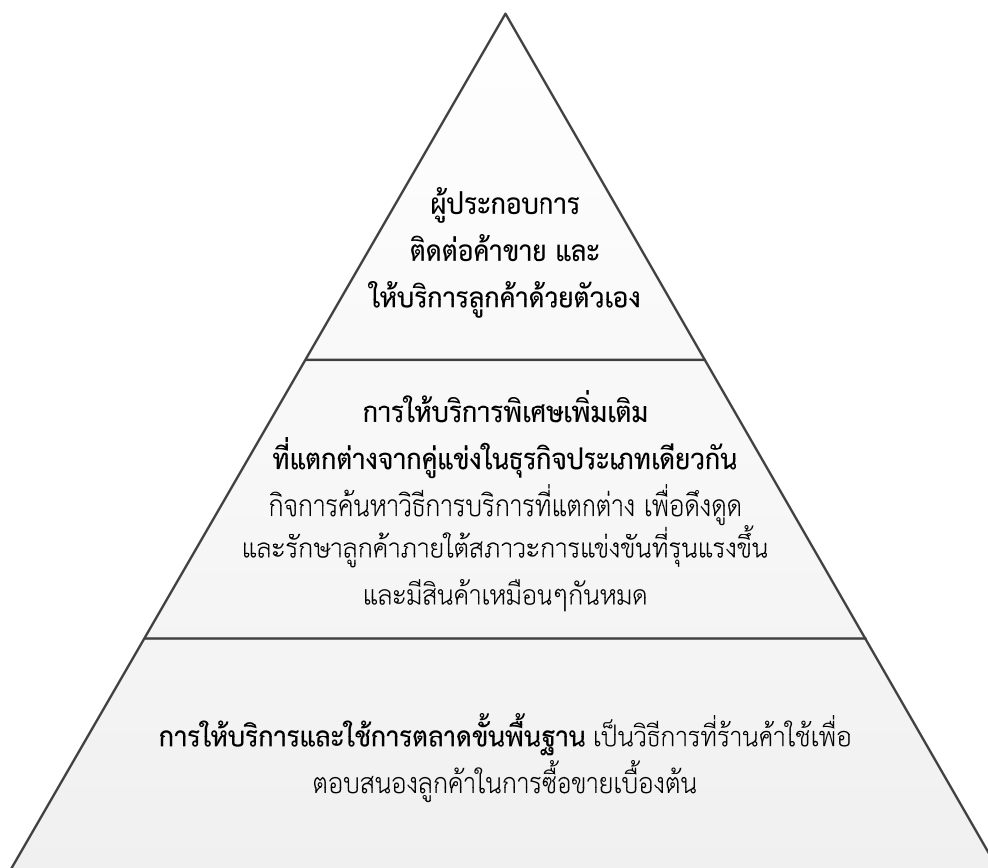 ผู้ประกอบการ
ติดต่อค้าขาย และ
ให้บริการลูกค้าด้วยตัวเอง
การให้บริการพิเศษเพิ่มเติม
ที่แตกต่างจากคู่แข่งในธุรกิจประเภทเดียวกัน
กิจการค้นหาวิธีการบริการที่แตกต่าง เพื่อดึงดูด
และรักษาลูกค้าภายใต้สภาวะการแข่งขันที่รุนแรงขึ้น
และมีสินค้าเหมือนๆกันหมด
การให้บริการและใช้การตลาดขั้นพื้นฐาน เป็นวิธีการที่ร้านค้าใช้เพื่อ
ตอบสนองลูกค้าในการซื้อขายเบื้องต้น